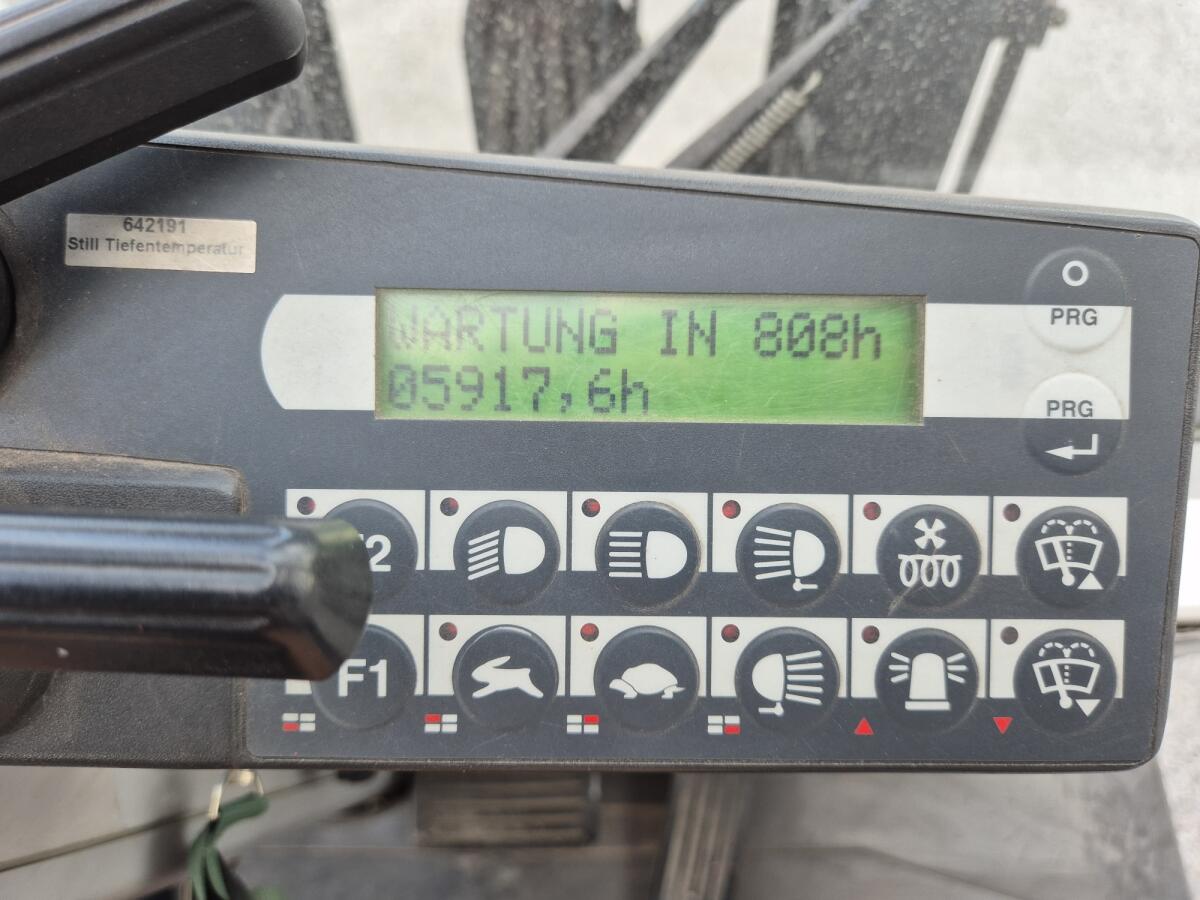 642191
Still Tiefentemperatur
WARTUNG IN 808h
05917,6h
PRG
PRG
F1